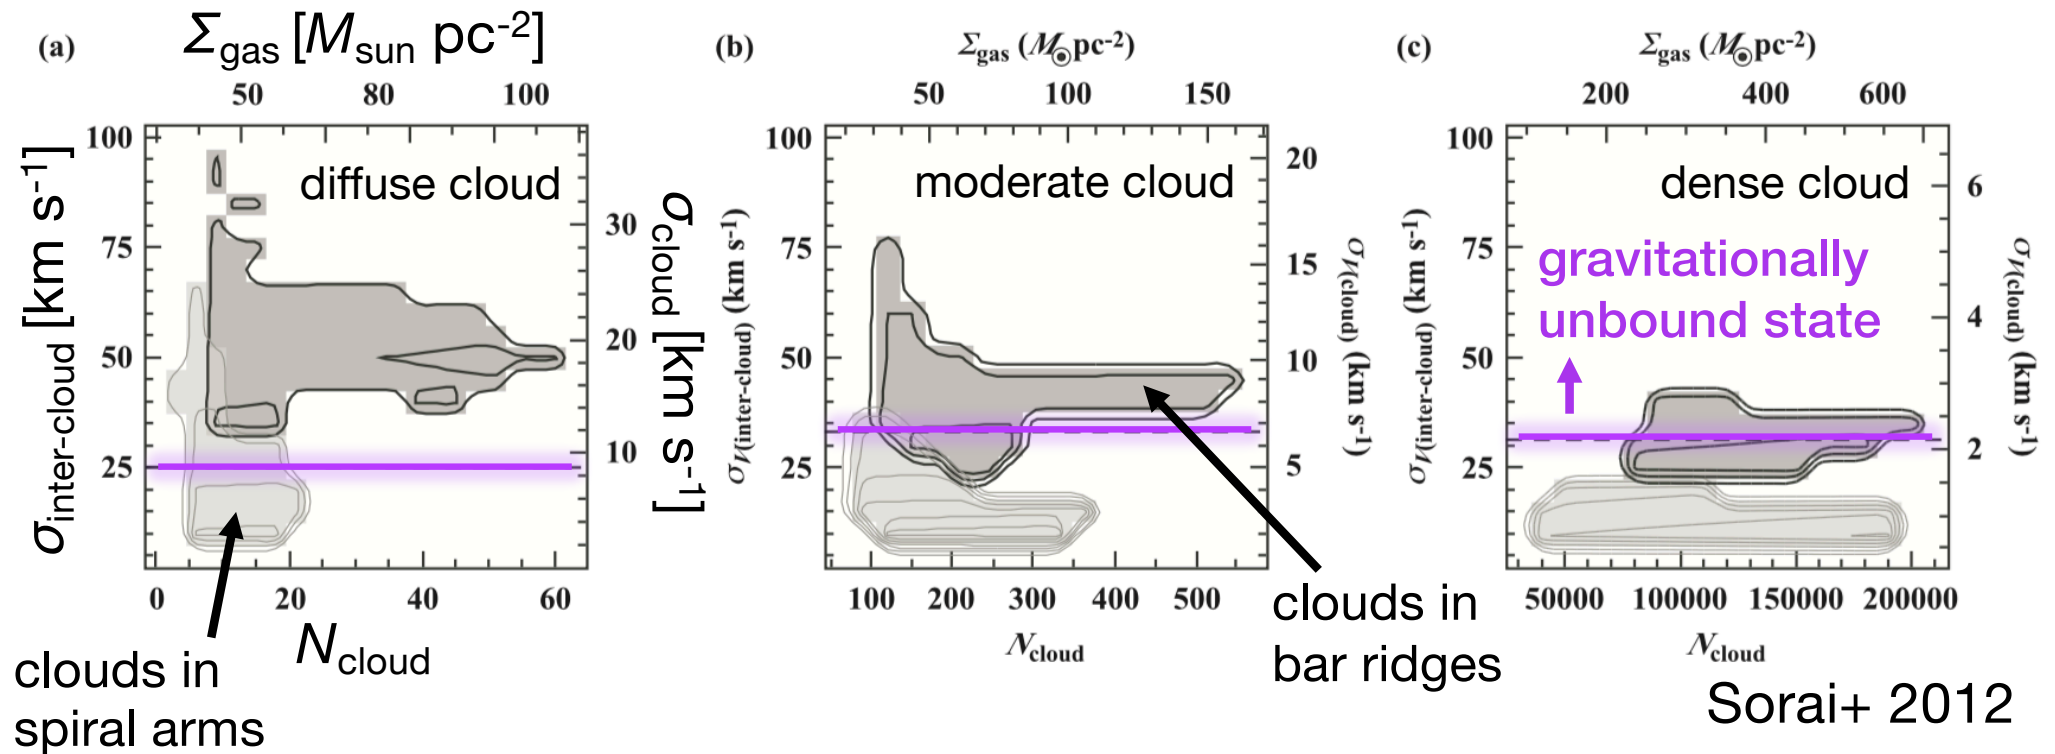 (a)
Σgas [Msun pc-2]
50 80 100
100
75
50
25
σinter-cloud [km s-1]
diffuse cloud
30
20
10
σcloud [km s-1]
0 20 40 60
Ncloud
clouds in
spiral arms
(b)
Σgas (M⊙pc-2)
50 100 150
100
75
50
25
σV(inter-cloud) (km s-1)
moderate cloud
20
15
10
5
σV(cloud) (km s-1)
100 200 300 400 500
Ncloud
clouds in
bar ridges
(c)
Σgas (M⊙pc-2)
200 400 600
100
75
50
25
σV(inter-cloud) (km s-1)
dense cloud
gravitationally
unbound state
6
4
2
σV(cloud) (km s-1)
50000 100000 150000 200000
Ncloud
Sorai+ 2012